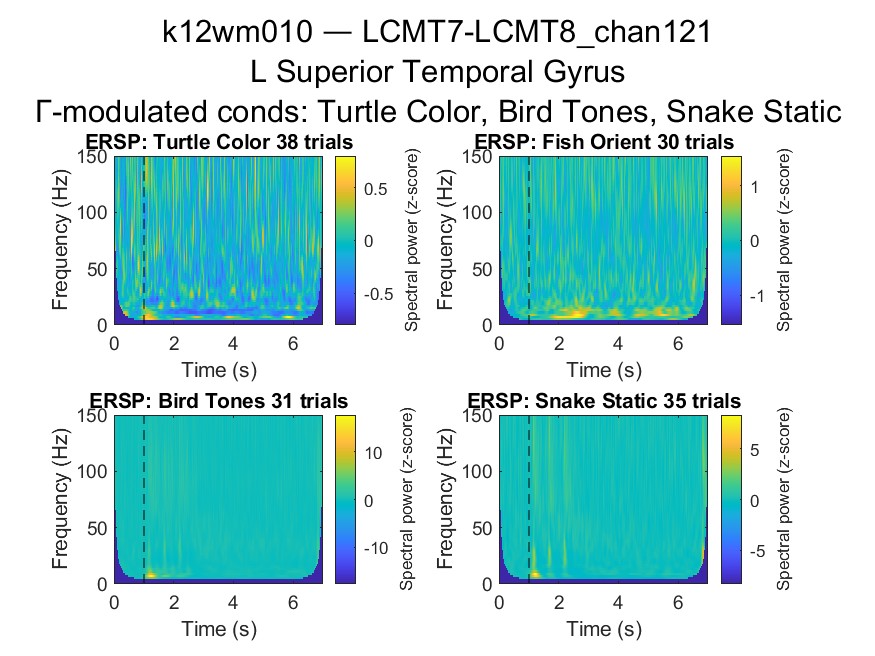 k12wm010 — LCMT7-LCMT8_chan121
L Superior Temporal Gyrus
Γ-modulated conds: Turtle Color, Bird Tones, Snake Static
ERSP: Turtle Color 38 trials
150
100
50
0
Frequency (Hz)
0 2 4 6
Time (s)
0.5
0
-0.5
Spectral power (z-score)
ERSP: Fish Orient 30 trials
150
100
50
0
Frequency (Hz)
0 2 4 6
Time (s)
1
0
-1
Spectral power (z-score)
ERSP: Bird Tones 31 trials
150
100
50
0
Frequency (Hz)
0 2 4 6
Time (s)
10
0
-10
Spectral power (z-score)
ERSP: Snake Static 35 trials
150
100
50
0
Frequency (Hz)
0 2 4 6
Time (s)
5
0
-5
Spectral power (z-score)